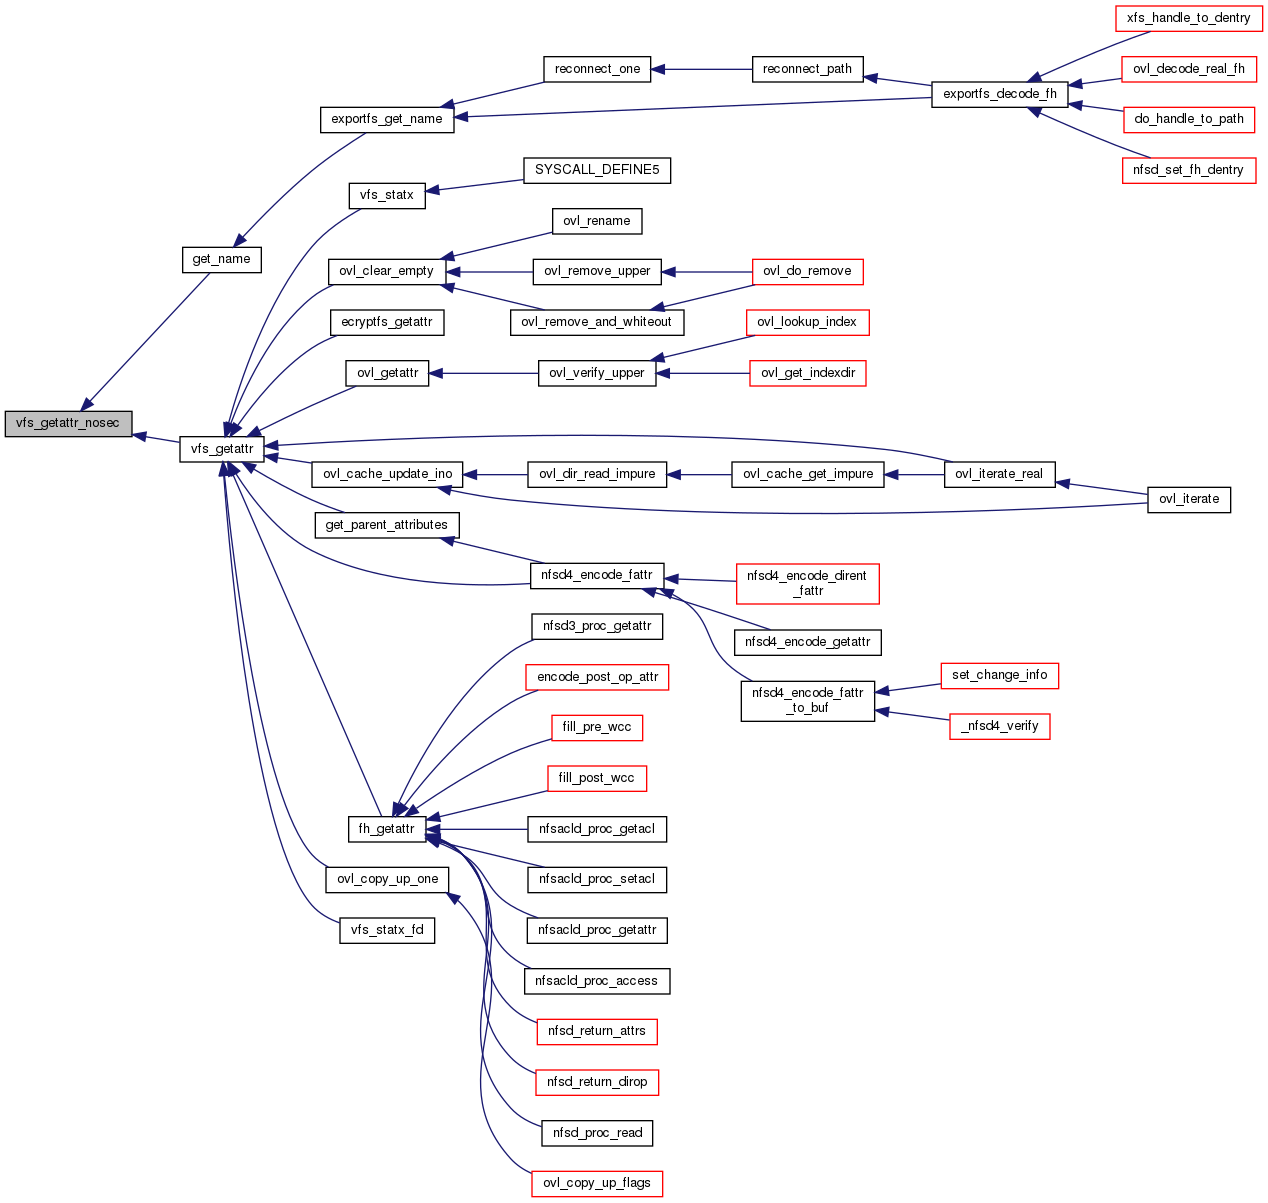 xfs_handle_to_dentry
reconnect_one
reconnect_path
ovl_decode_real_fh
exportfs_decode_fh
exportfs_get_name
do_handle_to_path
SYSCALL_DEFINE5
nfsd_set_fh_dentry
vfs_statx
ovl_rename
get_name
ovl_clear_empty
ovl_remove_upper
ovl_do_remove
ecryptfs_getattr
ovl_remove_and_whiteout
ovl_lookup_index
ovl_getattr
ovl_verify_upper
ovl_get_indexdir
vfs_getattr_nosec
vfs_getattr
ovl_cache_update_ino
ovl_dir_read_impure
ovl_cache_get_impure
ovl_iterate_real
ovl_iterate
get_parent_attributes
nfsd4_encode_fattr
nfsd4_encode_dirent
_fattr
nfsd3_proc_getattr
nfsd4_encode_getattr
encode_post_op_attr
set_change_info
nfsd4_encode_fattr
_to_buf
fill_pre_wcc
_nfsd4_verify
fill_post_wcc
fh_getattr
nfsacld_proc_getacl
ovl_copy_up_one
nfsacld_proc_setacl
vfs_statx_fd
nfsacld_proc_getattr
nfsacld_proc_access
nfsd_return_attrs
nfsd_return_dirop
nfsd_proc_read
ovl_copy_up_flags